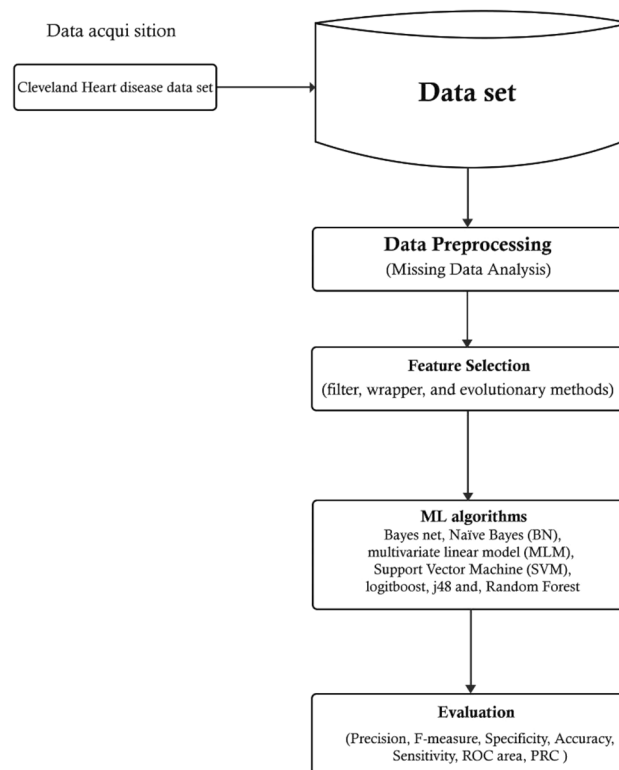 Data acqui sition
Cleveland Heart disease data set
Data set
Data Preprocessing
(Missing Data Analysis)
Feature Selection
(filter, wrapper, and evolutionary methods)
ML algorithms
Bayes net, Naïve Bayes (BN),
multivariate linear model (MLM),
Support Vector Machine (SVM),
logitboost, j48 and, Random Forest
Evaluation
(Precision, F-measure, Specificity, Accuracy,
Sensitivity, ROC area, PRC )